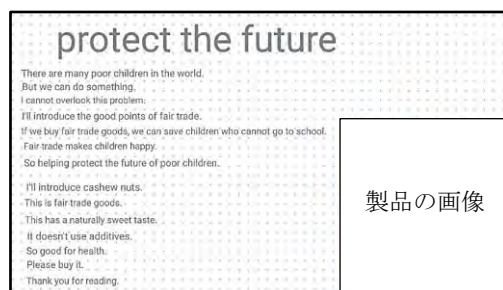 protect the future
There are many poor children in the world.
But we can do something.
I cannot overlook this problem.
I'll introduce the good points of fair trade.
If we buy fair trade goods, we can save children who cannot go to school.
Fair trade makes children happy.
So helping protect the future of poor children.
I'll introduce cashew nuts.
This is fair trade goods.
This has a naturally sweet taste.
It doesn't use additives.
So good for health.
Please buy it.
Thank you for reading.
製品の画像